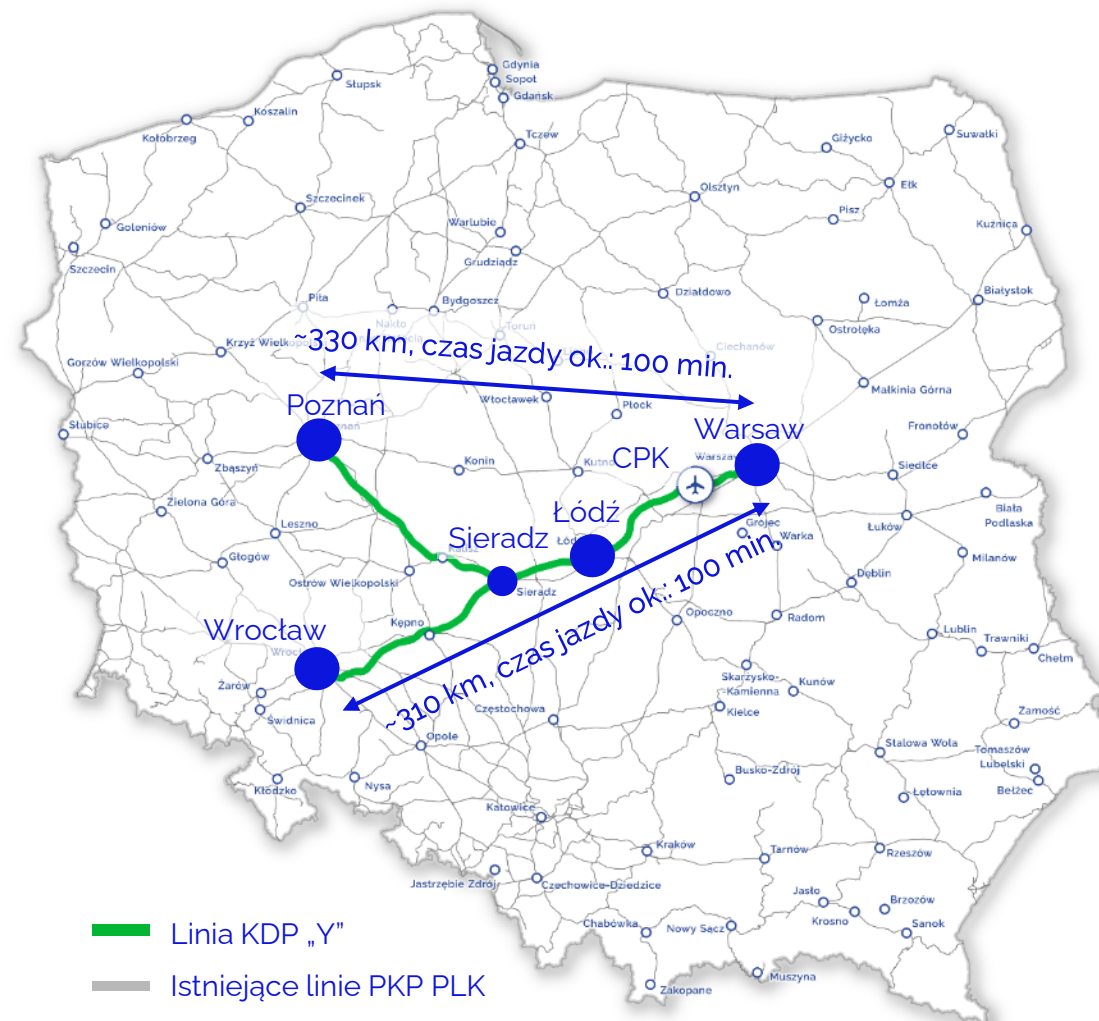 Gdynia
Sopot
Gdańsk
Słupsk
Koszalin
Kołobrzeg
Tczew
Giżycko
Suwałki
Ełk
Olsztyn
Szczecinek
Pisz
Goleniów
Warlubie
Kuźnica
Grudziądz
Szczecin
Działdowo
Białystok
Piła
Bydgoszcz
Łomża
Nakło
Toruń
Ostrołęka
Krzyż Wielkopolski
Ciechanów
~330 km, czas jazdy ok.: 100 min.
Gorzów Wielkopolski
Małkinia Górna
Włocławek
Płock
Poznań
Słubice
Warsaw
Fronołów
CPK
Warszawa
Zbąszyń
Konin
Kutno
Siedlce
Zielona Góra
Łódź
Biała
Podlaska
Leszno
Sieradz
Grójec
Łuków
Warka
Głogów
Kalisz
Milanów
Ostrów Wielkopolski
Sieradz
Dęblin
Wrocław
Kępno
Opoczno
Radom
Lublin
Trawniki
Chełm
~310 km, czas jazdy ok.: 100 min.
Żarów
Skarżysko-
-Kamienna
Kunów
Świdnica
Częstochowa
Kielce
Zamość
Opole
Stalowa Wola
Tomaszów
Lubelski
Bełżec
Kłodzko
Nysa
Busko-Zdrój
Łętownia
Katowice
Kraków
Tarnów
Rzeszów
Jastrzębie Zdrój
Czechowice-Dziedzice
Jasło
Brzozów
Krosno
Sanok
Chabówka
Nowy Sącz
Muszyna
Zakopane
Linia KDP „Y”
Istniejące linie PKP PLK